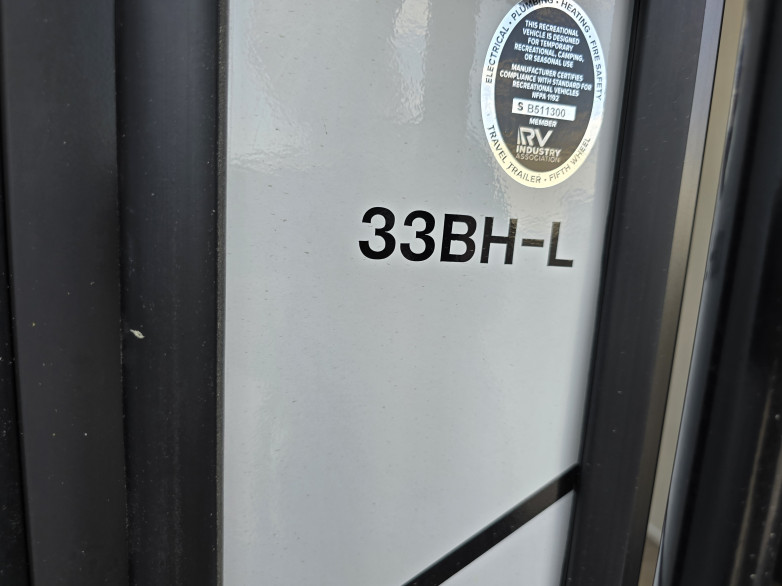 ELECTRICAL • PLUMBING • HEATING • FIRE SAFETY
THIS RECREATIONAL
VEHICLE IS DESIGNED
FOR TEMPORARY
RECREATIONAL, CAMPING,
OR SEASONAL USE
MANUFACTURER CERTIFIES
COMPLIANCE WITH STANDARD FOR
RECREATIONAL VEHICLES
NFPA 1192
S B511300
MEMBER
RV
INDUSTRY
ASSOCIATION
TRAVEL TRAILER • FIFTH WHEEL
33BH-L